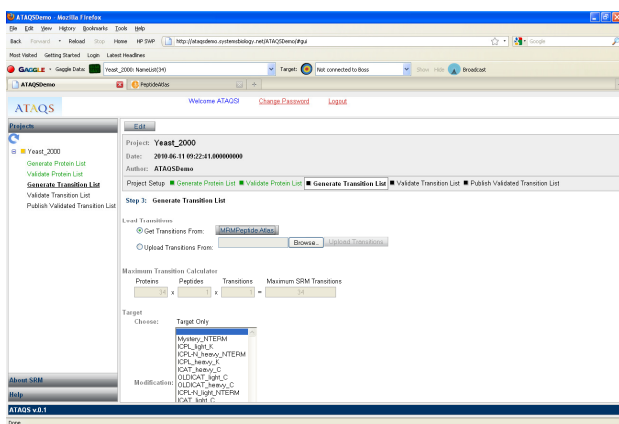 ATAQSDemo - Mozilla Firefox
File Edit View History Bookmarks Tools Help
Back Forward Reload Stop Home HP SWP http://ataqsdemo.systemsbiology.net/ATAQSDemo/#gui Google
Most Visited Getting Started Login Latest Headlines
GAGGLE - Gaggle Data: Yeast_2000: NameList(34) Target: Not connected to Boss Show Hide Broadcast
ATAQSDemo PeptideAtlas
ATAQS Welcome ATAQS! Change Password Logout
Projects Edit
Yeast_2000
Generate Protein List
Validate Protein List
Generate Transition List
Validate Transition List
Publish Validated Transition List
Project: Yeast_2000
Date: 2010-06-11 09:22:41.000000000
Author: ATAQSDemo
Project Setup Generate Protein List Validate Protein List Generate Transition List Validate Transition List Publish Validated Transition List
Step 3: Generate Transition List
Load Transitions
Get Transitions From: MRMPeptide Atlas
Upload Transitions From: Browse... Upload Transitions
Maximum Transition Calculator
Proteins Peptides Transitions Maximum SRM Transitions
34 x 1 x 1 = 34
Target
Choose: Target Only
Modification:
Mystery_NTERM
ICPL_light_K
ICPL-N_heavy_NTERM
ICPL_heavy_K
ICAT_heavy_C
OLDICAT_light_C
OLDICAT_heavy_C
ICPL-N_light_NTERM
ICAT_light_C
About SRM
Help
ATAQS v.0.1
Done